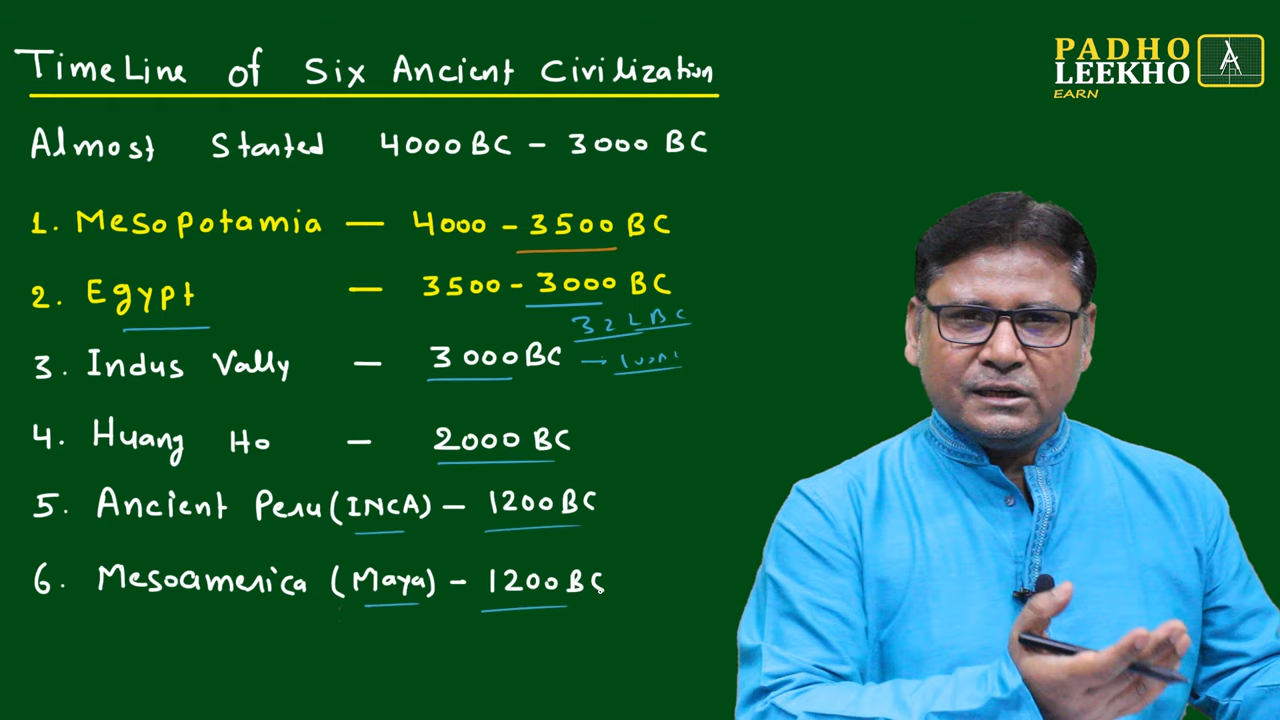 TimeLine of Six Ancient Civilization
PADHO
LEEKHO
EARN
Almost Started 4000 BC - 3000 BC
1. Mesopotamia — 4000 - 3500 BC
2. Egypt — 3500 - 3000 BC
BC
3. Indus Vally — 3000 BC →
4. Huang Ho - 2000 BC
5. Ancient Peru (INCA) - 1200 BC
6. Mesoamerica (Maya) - 1200 BC